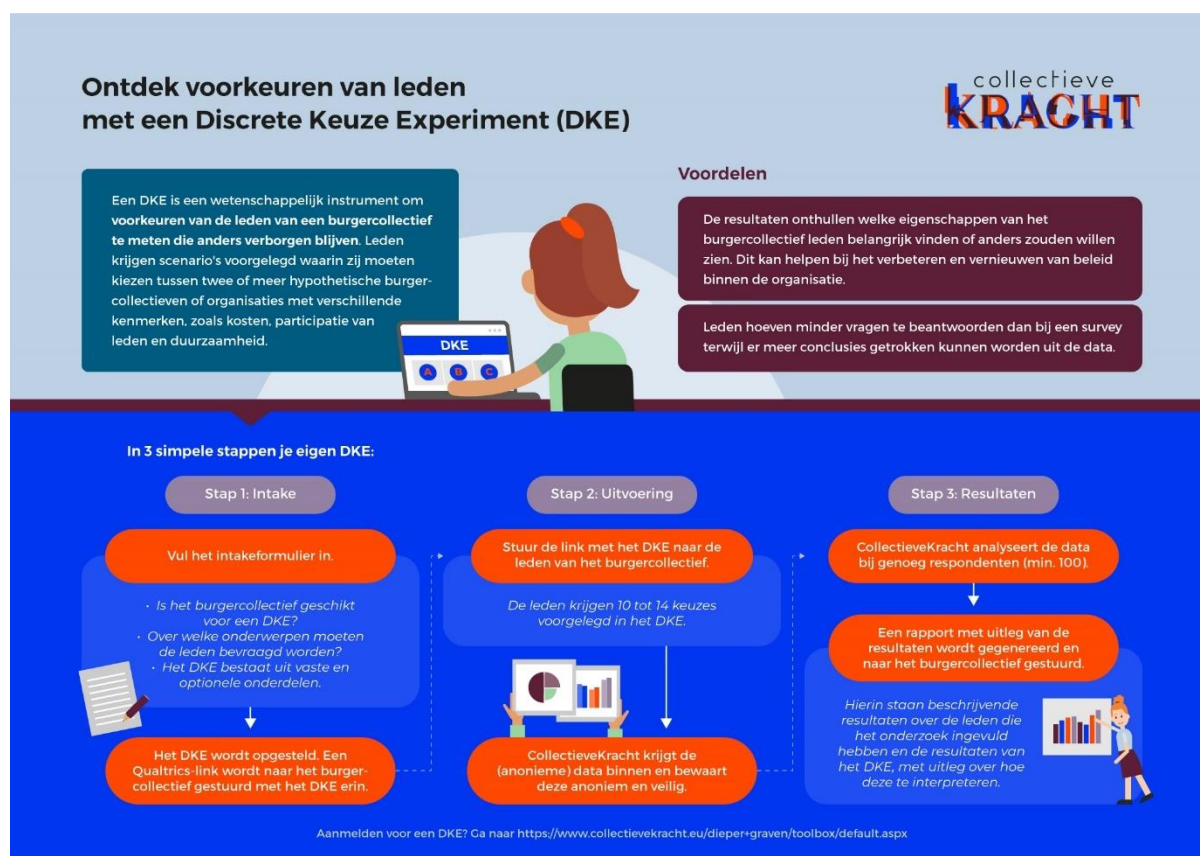 Ontdek voorkeuren van leden
met een Discrete Keuze Experiment (DKE)
collectieve
KRACHT
Een DKE is een wetenschappelijk instrument om
voorkeuren van de leden van een burgercollectief
te meten die anders verborgen blijven. Leden
krijgen scenario's voorgelegd waarin zij moeten
kiezen tussen twee of meer hypothetische burger-
collectieven of organisaties met verschillende
kenmerken, zoals kosten, participatie van
leden en duurzaamheid.
DKE
A B C
Voordelen
De resultaten onthullen welke eigenschappen van het
burgercollectief leden belangrijk vinden of anders zouden willen
zien. Dit kan helpen bij het verbeteren en vernieuwen van beleid
binnen de organisatie.
Leden hoeven minder vragen te beantwoorden dan bij een survey
terwijl er meer conclusies getrokken kunnen worden uit de data.
In 3 simpele stappen je eigen DKE:
Stap 1: Intake
Vul het intakeformulier in.
• Is het burgercollectief geschikt
voor een DKE?
• Over welke onderwerpen moeten
de leden bevraagd worden?
• Het DKE bestaat uit vaste en
optionele onderdelen.
Het DKE wordt opgesteld. Een
Qualtrics-link wordt naar het burger-
collectief gestuurd met het DKE erin.
Stap 2: Uitvoering
Stuur de link met het DKE naar de
leden van het burgercollectief.
De leden krijgen 10 tot 14 keuzes
voorgelegd in het DKE.
CollectieveKracht krijgt de
(anonieme) data binnen en bewaart
deze anoniem en veilig.
Stap 3: Resultaten
CollectieveKracht analyseert de data
bij genoeg respondenten (min. 100).
Een rapport met uitleg van de
resultaten wordt gegenereerd en
naar het burgercollectief gestuurd.
Hierin staan beschrijvende
resultaten over de leden die
het onderzoek ingevuld
hebben en de resultaten van
het DKE, met uitleg over hoe
deze te interpreteren.
Aanmelden voor een DKE? Ga naar https://www.collectievekracht.eu/dieper+graven/toolbox/default.aspx